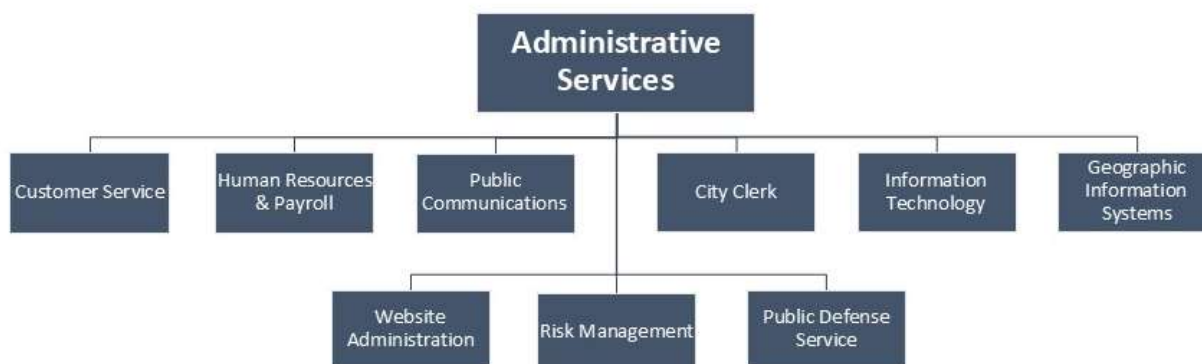 Administrative
Services
Customer Service
Human Resources
& Payroll
Public
Communications
City Clerk
Information
Technology
Geographic
Information
Systems
Website
Administration
Risk Management
Public Defense
Service